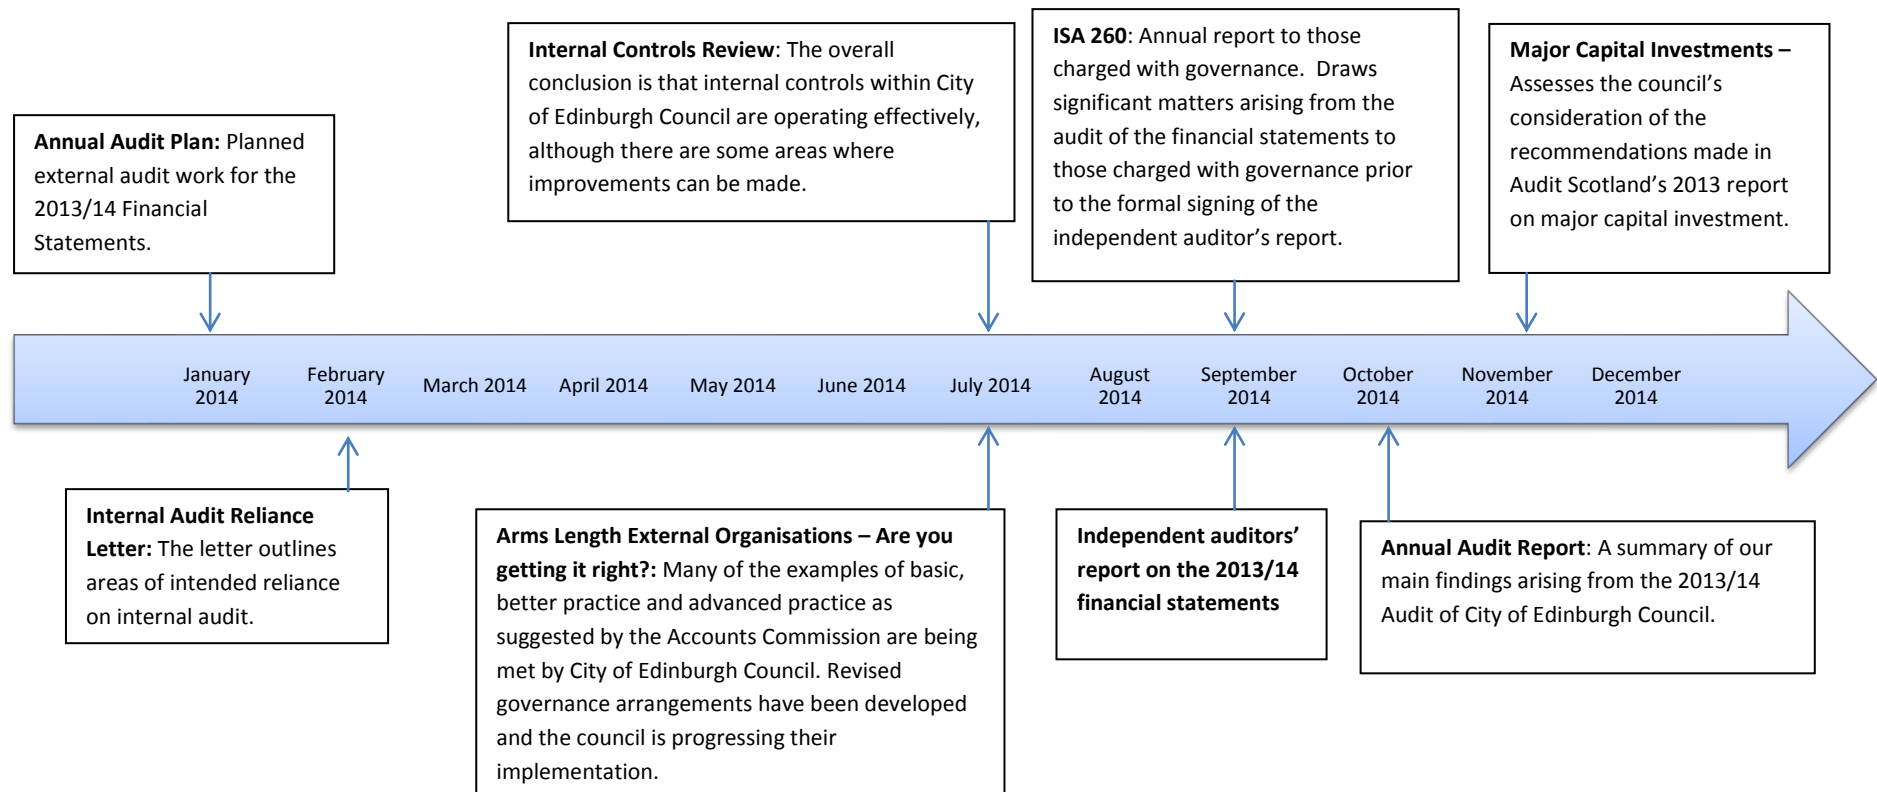 Annual Audit Plan: Planned
external audit work for the
2013/14 Financial
Statements.
Internal Controls Review: The overall
conclusion is that internal controls within City
of Edinburgh Council are operating effectively,
although there are some areas where
improvements can be made.
ISA 260: Annual report to those
charged with governance. Draws
significant matters arising from the
audit of the financial statements to
those charged with governance prior
to the formal signing of the
independent auditor’s report.
Major Capital Investments –
Assesses the council’s
consideration of the
recommendations made in
Audit Scotland’s 2013 report
on major capital investment.
January
2014
February
2014
March 2014
April 2014
May 2014
June 2014
July 2014
August
2014
September
2014
October
2014
November
2014
December
2014
Internal Audit Reliance
Letter: The letter outlines
areas of intended reliance
on internal audit.
Arms Length External Organisations – Are you
getting it right?: Many of the examples of basic,
better practice and advanced practice as
suggested by the Accounts Commission are being
met by City of Edinburgh Council. Revised
governance arrangements have been developed
and the council is progressing their
implementation.
Independent auditors’
report on the 2013/14
financial statements
Annual Audit Report: A summary of our
main findings arising from the 2013/14
Audit of City of Edinburgh Council.